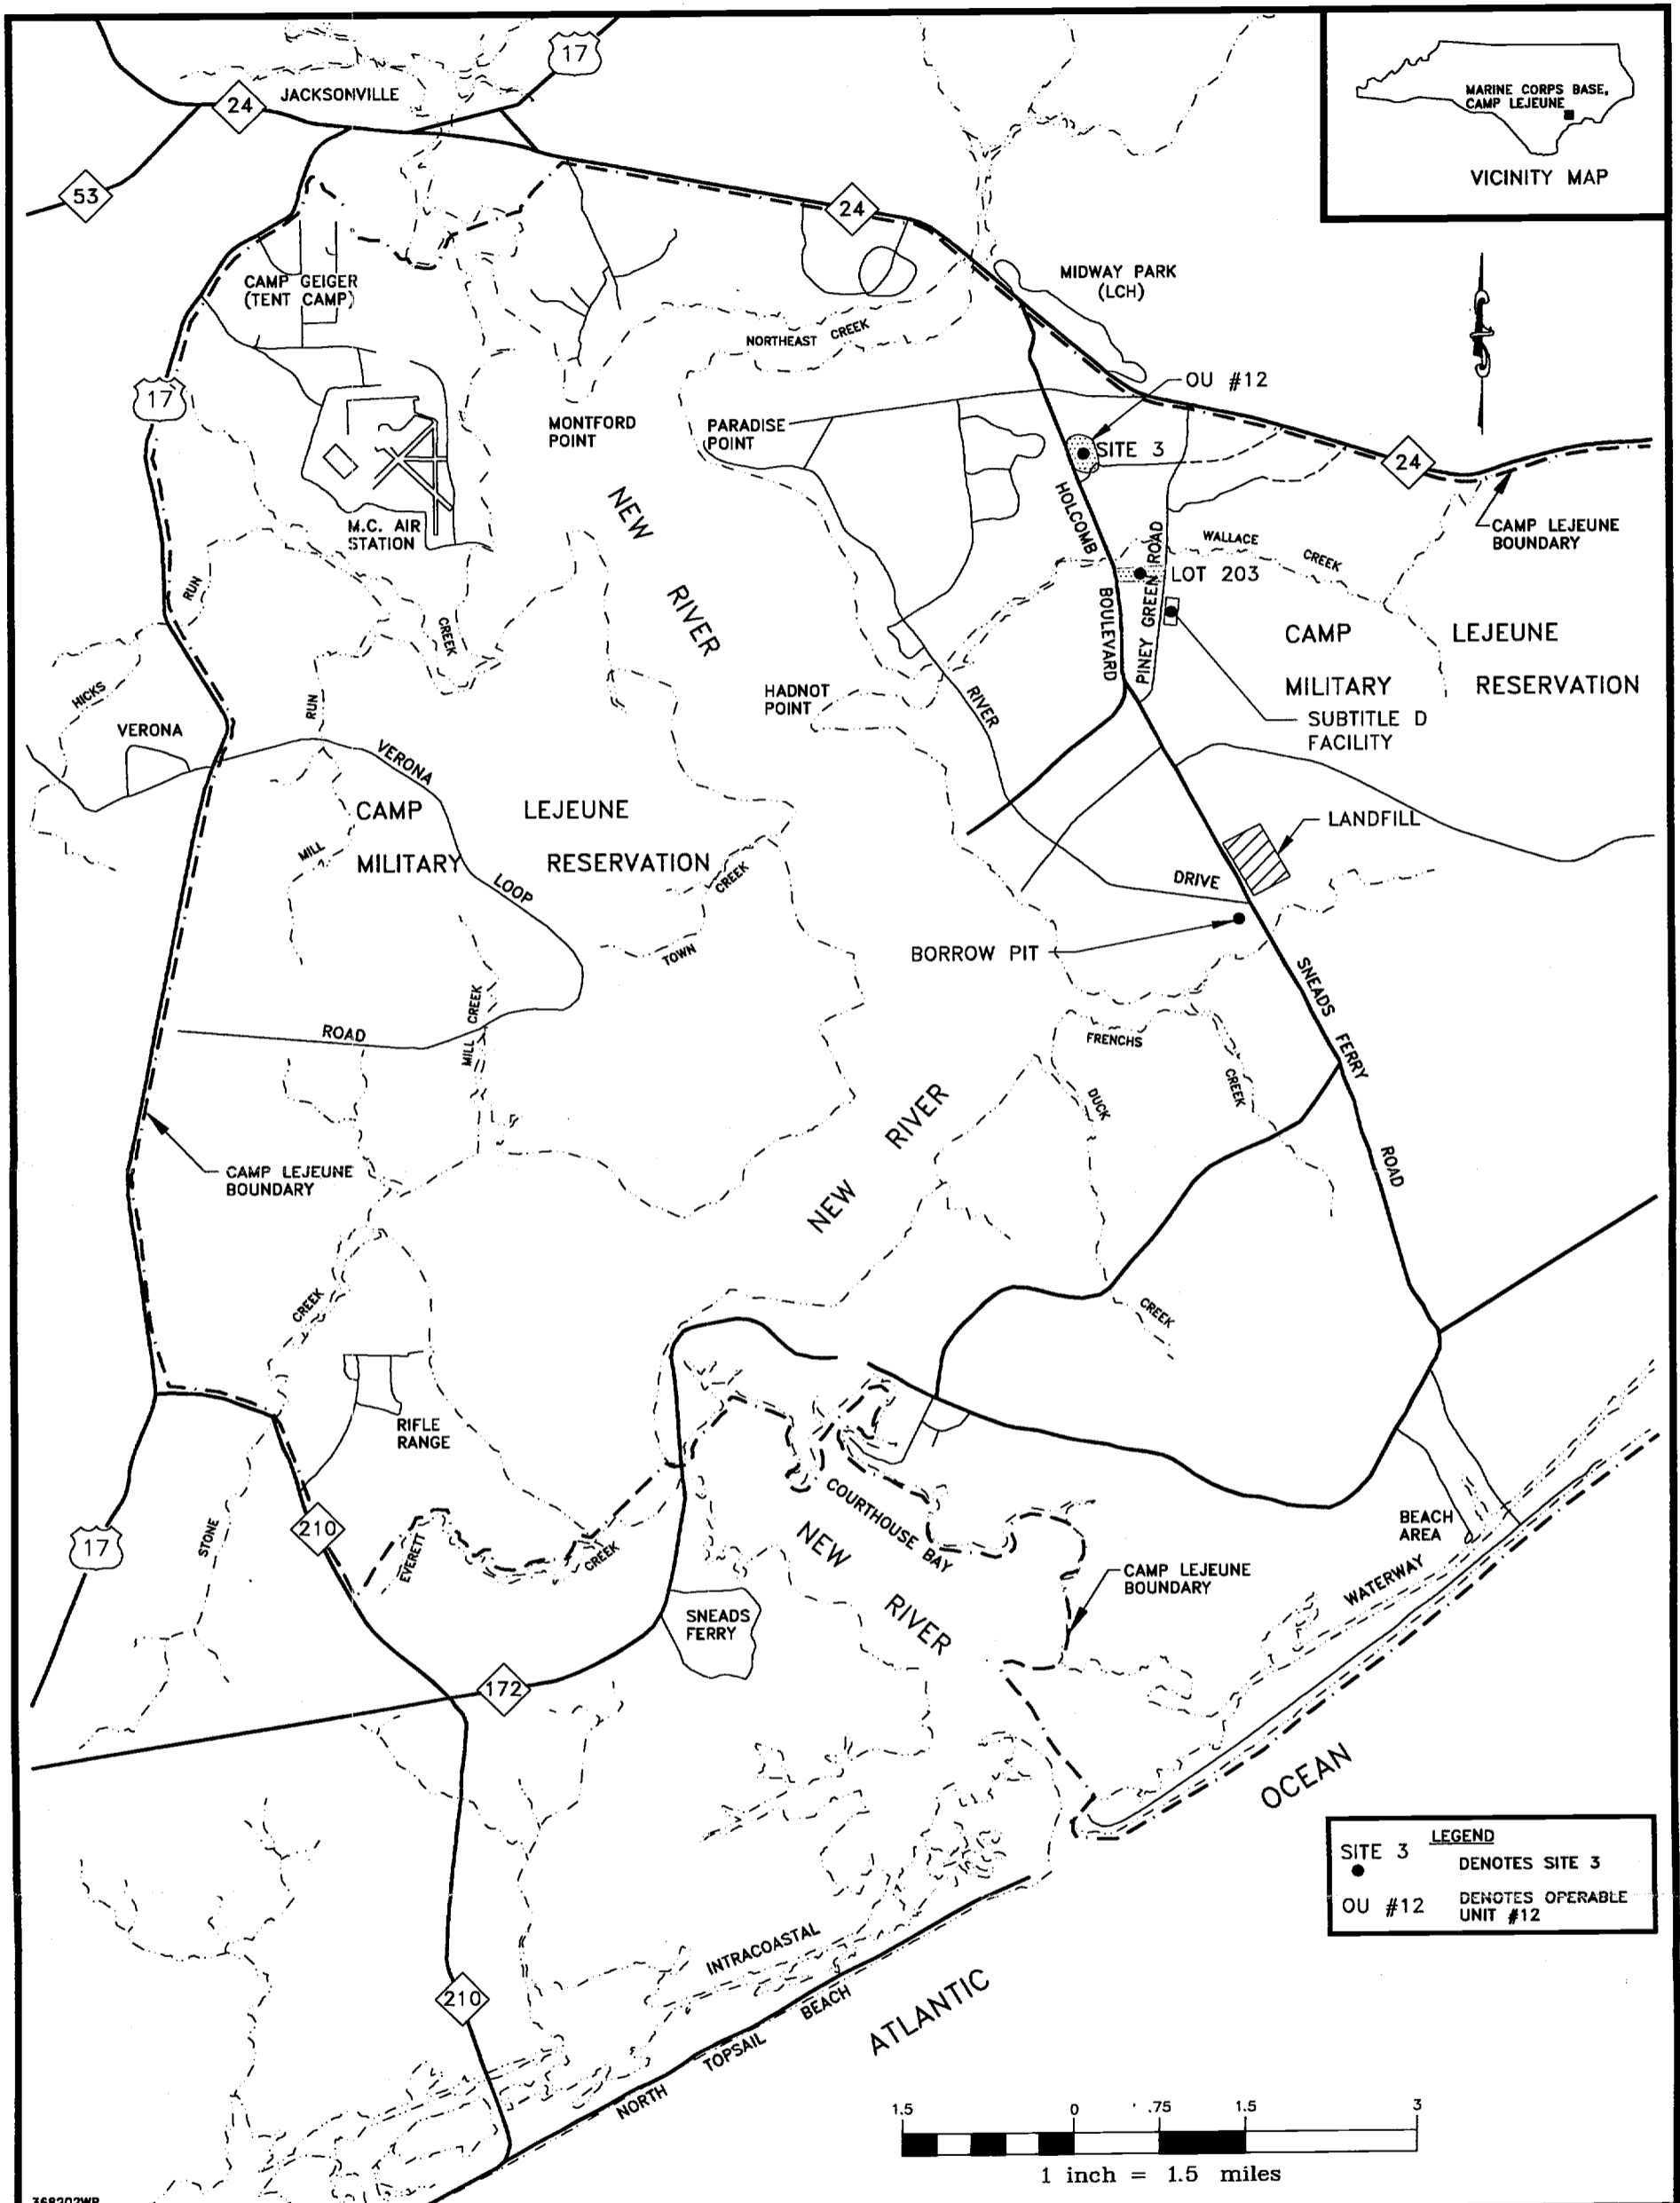 17
24
JACKSONVILLE
53
MARINE CORPS BASE,
CAMP LEJEUNE
VICINITY MAP
24
CAMP GEIGER
(TENT CAMP)
MIDWAY PARK
(LCH)
NORTHEAST CREEK
17
OU #12
MONTFORD
POINT
PARADISE
POINT
SITE 3
24
NEW
RIVER
M.C. AIR
STATION
HOLCOMB
BOULEVARD
PINEY GREEN ROAD
WALLACE
CREEK
CAMP LEJEUNE
BOUNDARY
LOT 203
RUN
CREEK
CAMP LEJEUNE
MILITARY RESERVATION
HICKS
RUN
HADNOT
POINT
RIVER
SUBTITLE D
FACILITY
VERONA
VERONA
CAMP LEJEUNE
MILITARY RESERVATION
MILL
LOOP
CREEK
TOWN
LANDFILL
DRIVE
BORROW PIT
SNEADS FERRY
ROAD
MILL CREEK
ROAD
FRENCHS
CREEK
DUCK
CREEK
NEW RIVER
CAMP LEJEUNE
BOUNDARY
CREEK
STONE
RIFLE
RANGE
210
17
EVERETT
CREEK
COURTHOUSE BAY
NEW
RIVER
BEACH
AREA
CAMP LEJEUNE
BOUNDARY
WATERWAY
SNEADS
FERRY
172
OCEAN
LEGEND
SITE 3 DENOTES SITE 3
OU #12 DENOTES OPERABLE
UNIT #12
INTRACOASTAL
210
ATLANTIC
NORTH TOPSAIL BEACH
1.5 0 .75 1.5 3
1 inch = 1.5 miles
368202WP